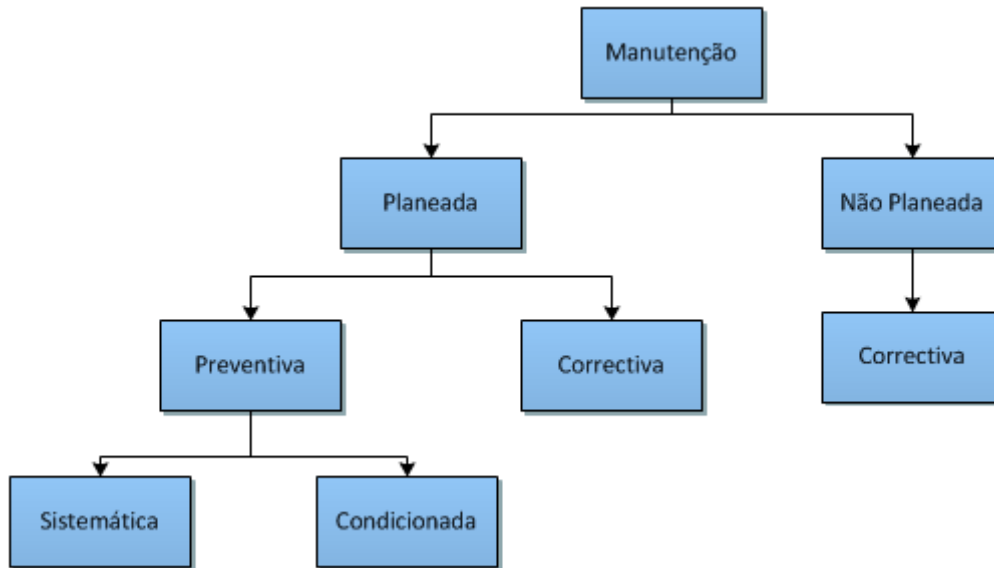 Manutenção
Planeada
Não Planeada
Preventiva
Correctiva
Correctiva
Sistemática
Condicionada